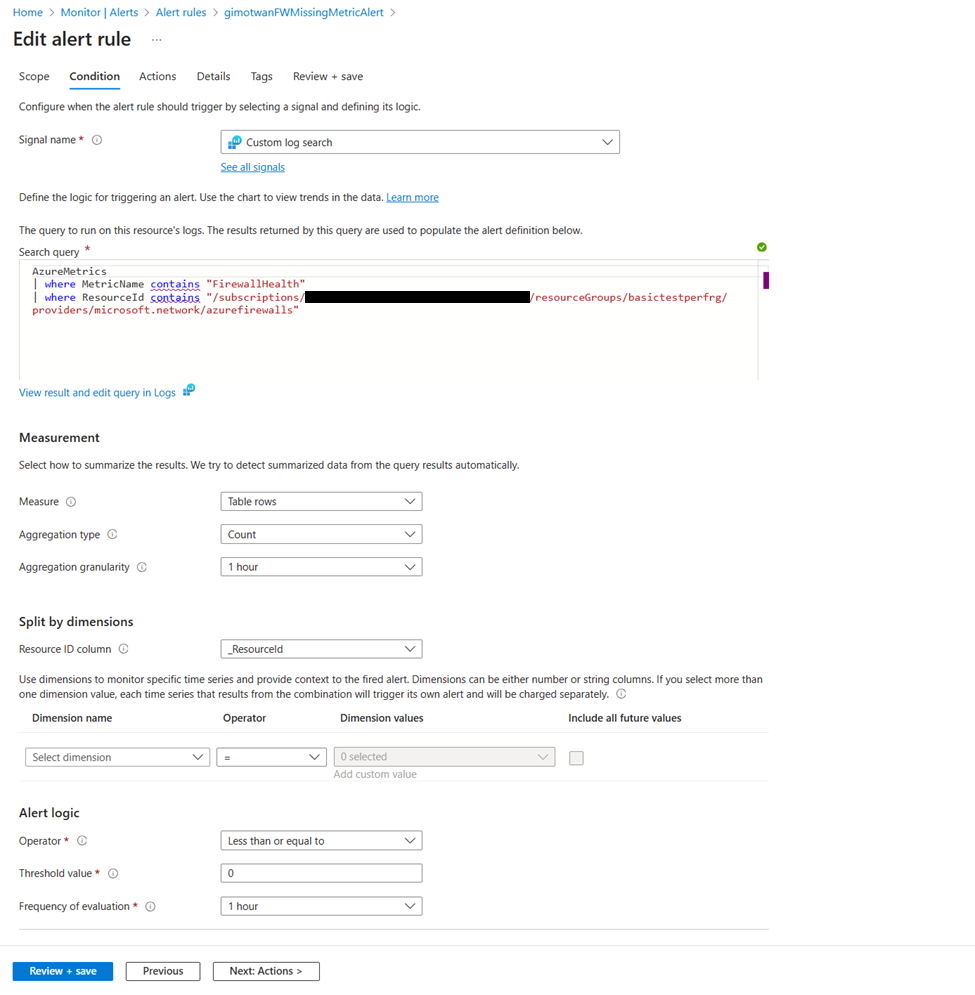 Home > Monitor | Alerts > Alert rules > gimotwanFWMissingMetricAlert >
Edit alert rule ...
Scope Condition Actions Details Tags Review + save
Configure when the alert rule should trigger by selecting a signal and defining its logic.
Signal name * Custom log search
See all signals
Define the logic for triggering an alert. Use the chart to view trends in the data. Learn more
The query to run on this resource's logs. The results returned by this query are used to populate the alert definition below.
Search query *
AzureMetrics
| where MetricName contains "FirewallHealth"
| where ResourceId contains "/subscriptions/ /resourceGroups/basictestperfrg/
providers/microsoft.network/azurefirewalls"
View result and edit query in Logs
Measurement
Select how to summarize the results. We try to detect summarized data from the query results automatically.
Measure Table rows
Aggregation type Count
Aggregation granularity 1 hour
Split by dimensions
Resource ID column _ResourceId
Use dimensions to monitor specific time series and provide context to the fired alert. Dimensions can be either number or string columns. If you select more than
one dimension value, each time series that results from the combination will trigger its own alert and will be charged separately.
Dimension name Operator Dimension values Include all future values
Select dimension = 0 selected
Add custom value
Alert logic
Operator * Less than or equal to
Threshold value * 0
Frequency of evaluation * 1 hour
Review + save Previous Next: Actions >